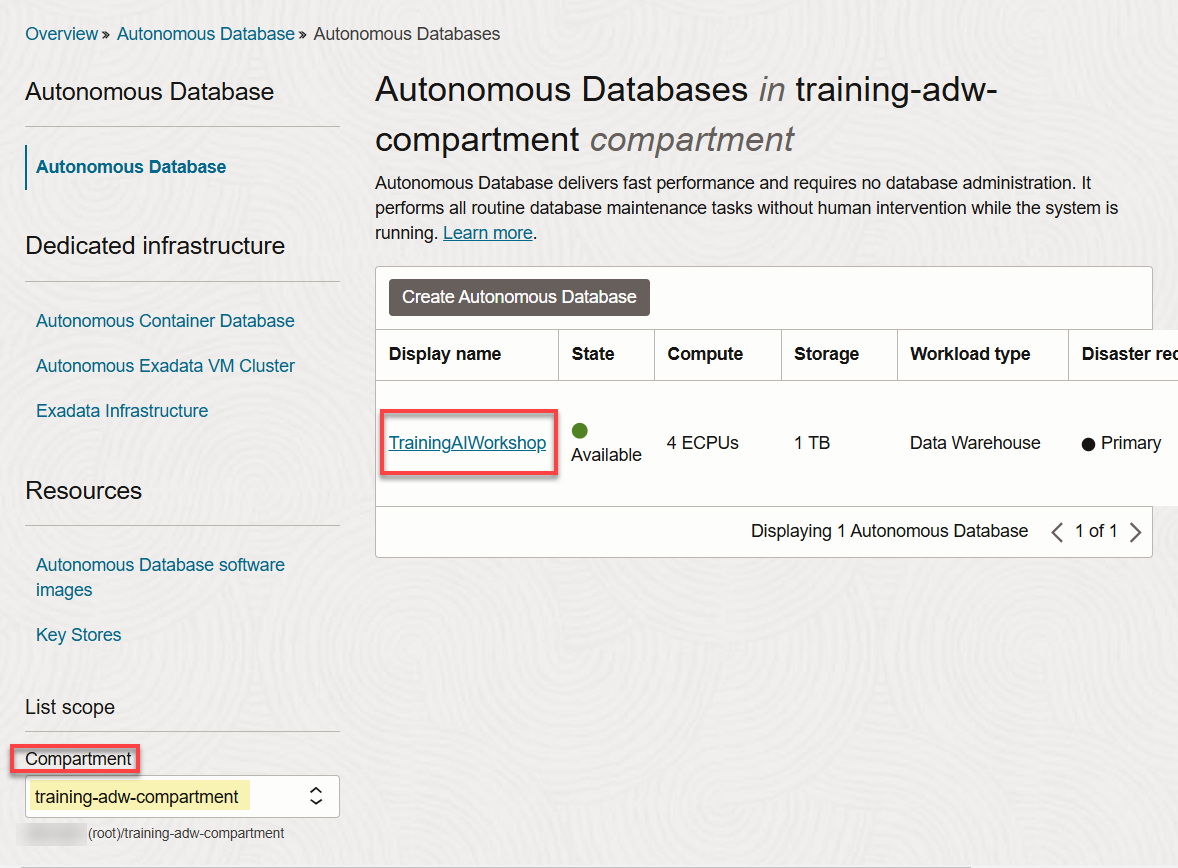 Overview » Autonomous Database » Autonomous Databases
Autonomous Database
Autonomous Database
Dedicated infrastructure
Autonomous Container Database
Autonomous Exadata VM Cluster
Exadata Infrastructure
Resources
Autonomous Database software
images
Key Stores
List scope
Compartment
training-adw-compartment
(root)/training-adw-compartment
Autonomous Databases in training-adw-
compartment compartment
Autonomous Database delivers fast performance and requires no database administration. It
performs all routine database maintenance tasks without human intervention while the system is
running. Learn more.
Create Autonomous Database
Display name State Compute Storage Workload type Disaster rec
TrainingAIWorkshop Available 4 ECPUs 1 TB Data Warehouse Primary
Displaying 1 Autonomous Database < 1 of 1 >